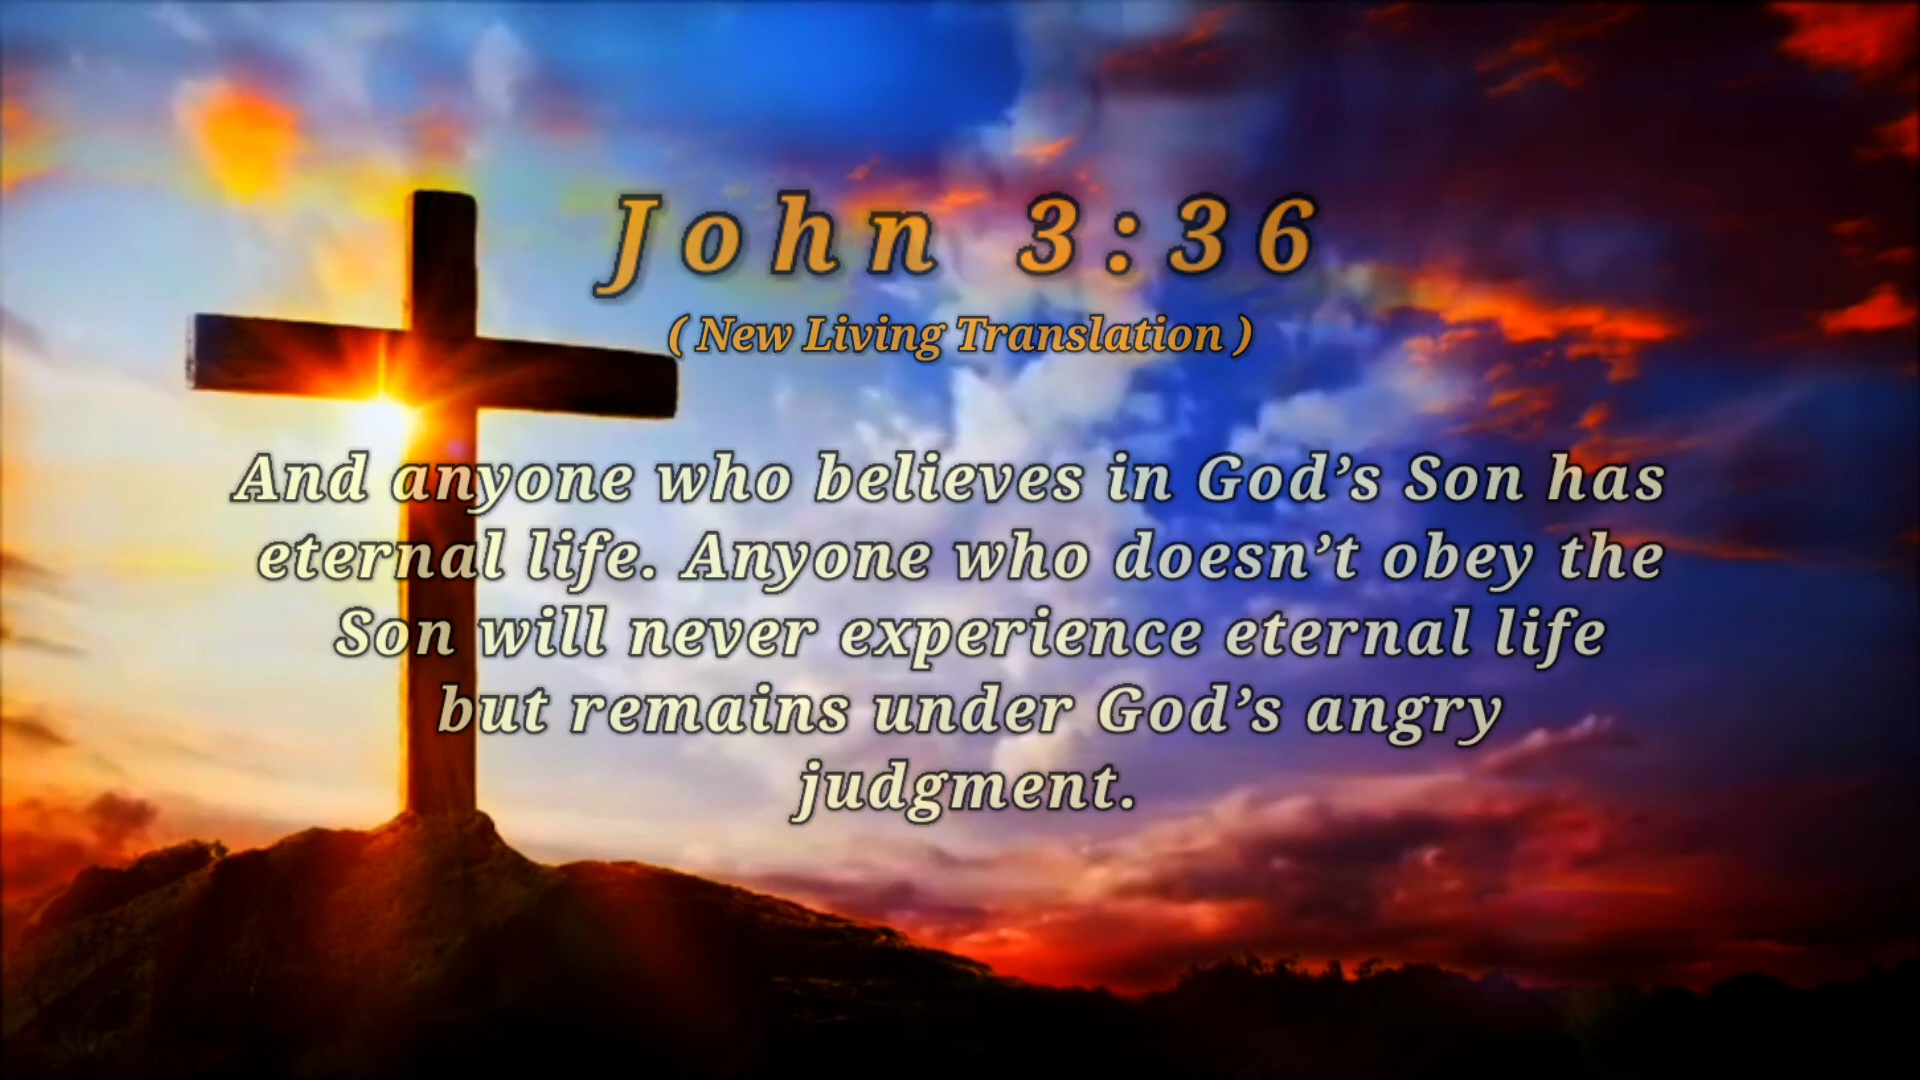 John 3:36
( New Living Translation )
And anyone who believes in God’s Son has
eternal life. Anyone who doesn’t obey the
Son will never experience eternal life
but remains under God’s angry
judgment.